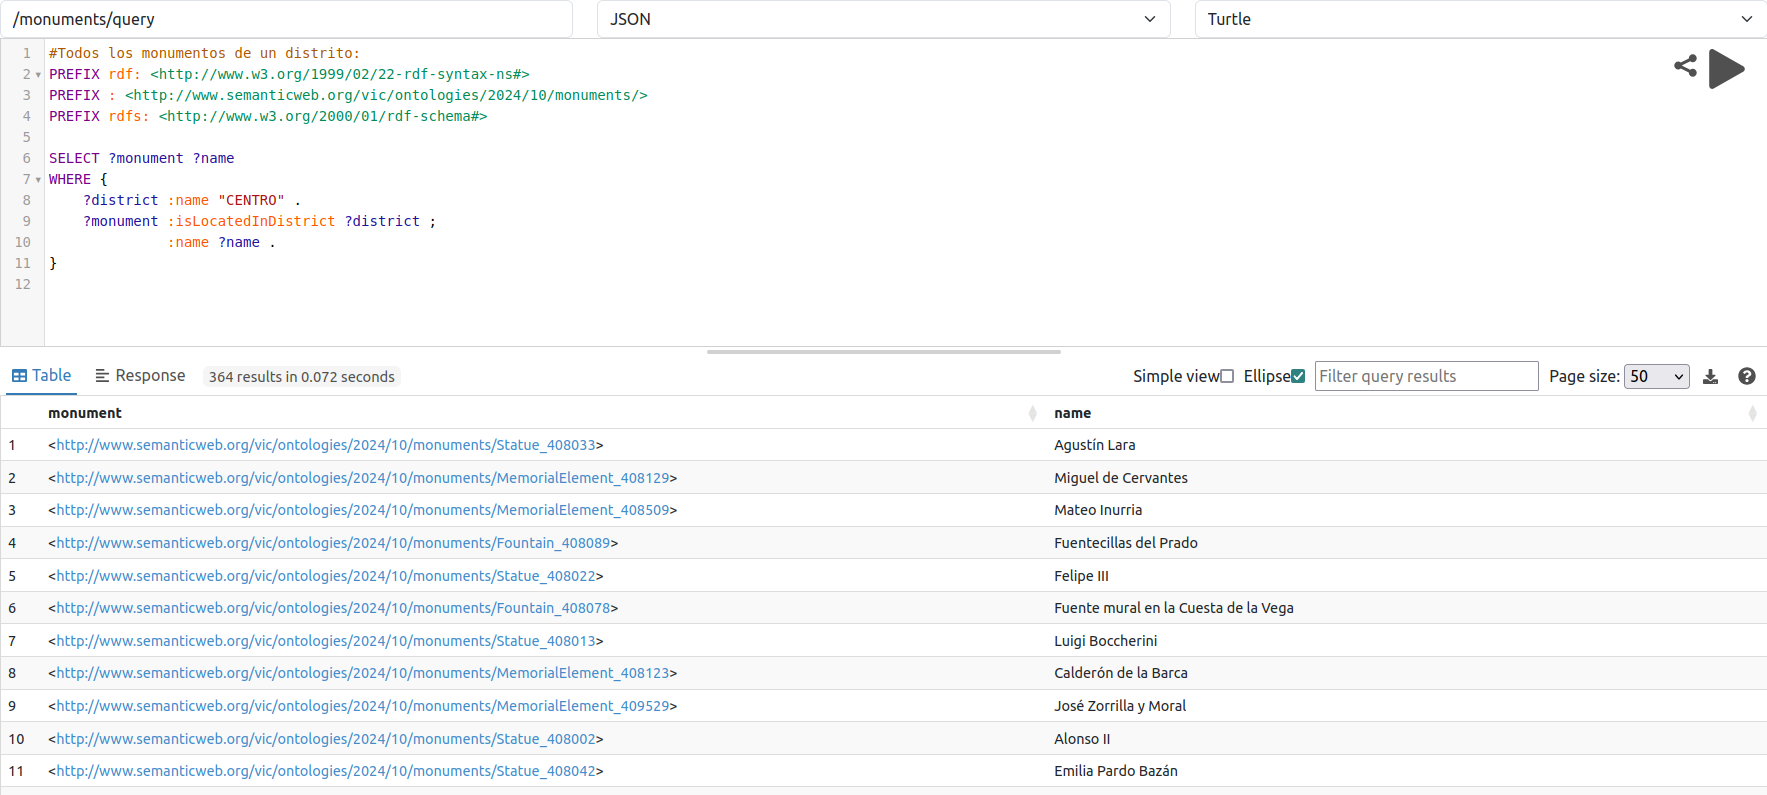 /monuments/query JSON Turtle
1 #Todos los monumentos de un distrito:
2 PREFIX rdf: <http://www.w3.org/1999/02/22-rdf-syntax-ns#>
3 PREFIX : <http://www.semanticweb.org/vic/ontologies/2024/10/monuments/>
4 PREFIX rdfs: <http://www.w3.org/2000/01/rdf-schema#>
5
6 SELECT ?monument ?name
7 WHERE {
8 ?district :name "CENTRO" .
9 ?monument :isLocatedInDistrict ?district ;
10 :name ?name .
11 }
12
Table Response 364 results in 0.072 seconds Simple view Ellipse Filter query results Page size: 50
monument name
1 <http://www.semanticweb.org/vic/ontologies/2024/10/monuments/Statue_408033> Agustín Lara
2 <http://www.semanticweb.org/vic/ontologies/2024/10/monuments/MemorialElement_408129> Miguel de Cervantes
3 <http://www.semanticweb.org/vic/ontologies/2024/10/monuments/MemorialElement_408509> Mateo Inurria
4 <http://www.semanticweb.org/vic/ontologies/2024/10/monuments/Fountain_408089> Fuentecillas del Prado
5 <http://www.semanticweb.org/vic/ontologies/2024/10/monuments/Statue_408022> Felipe III
6 <http://www.semanticweb.org/vic/ontologies/2024/10/monuments/Fountain_408078> Fuente mural en la Cuesta de la Vega
7 <http://www.semanticweb.org/vic/ontologies/2024/10/monuments/Statue_408013> Luigi Boccherini
8 <http://www.semanticweb.org/vic/ontologies/2024/10/monuments/MemorialElement_408123> Calderón de la Barca
9 <http://www.semanticweb.org/vic/ontologies/2024/10/monuments/MemorialElement_409529> José Zorrilla y Moral
10 <http://www.semanticweb.org/vic/ontologies/2024/10/monuments/Statue_408002> Alonso II
11 <http://www.semanticweb.org/vic/ontologies/2024/10/monuments/Statue_408042> Emilia Pardo Bazán